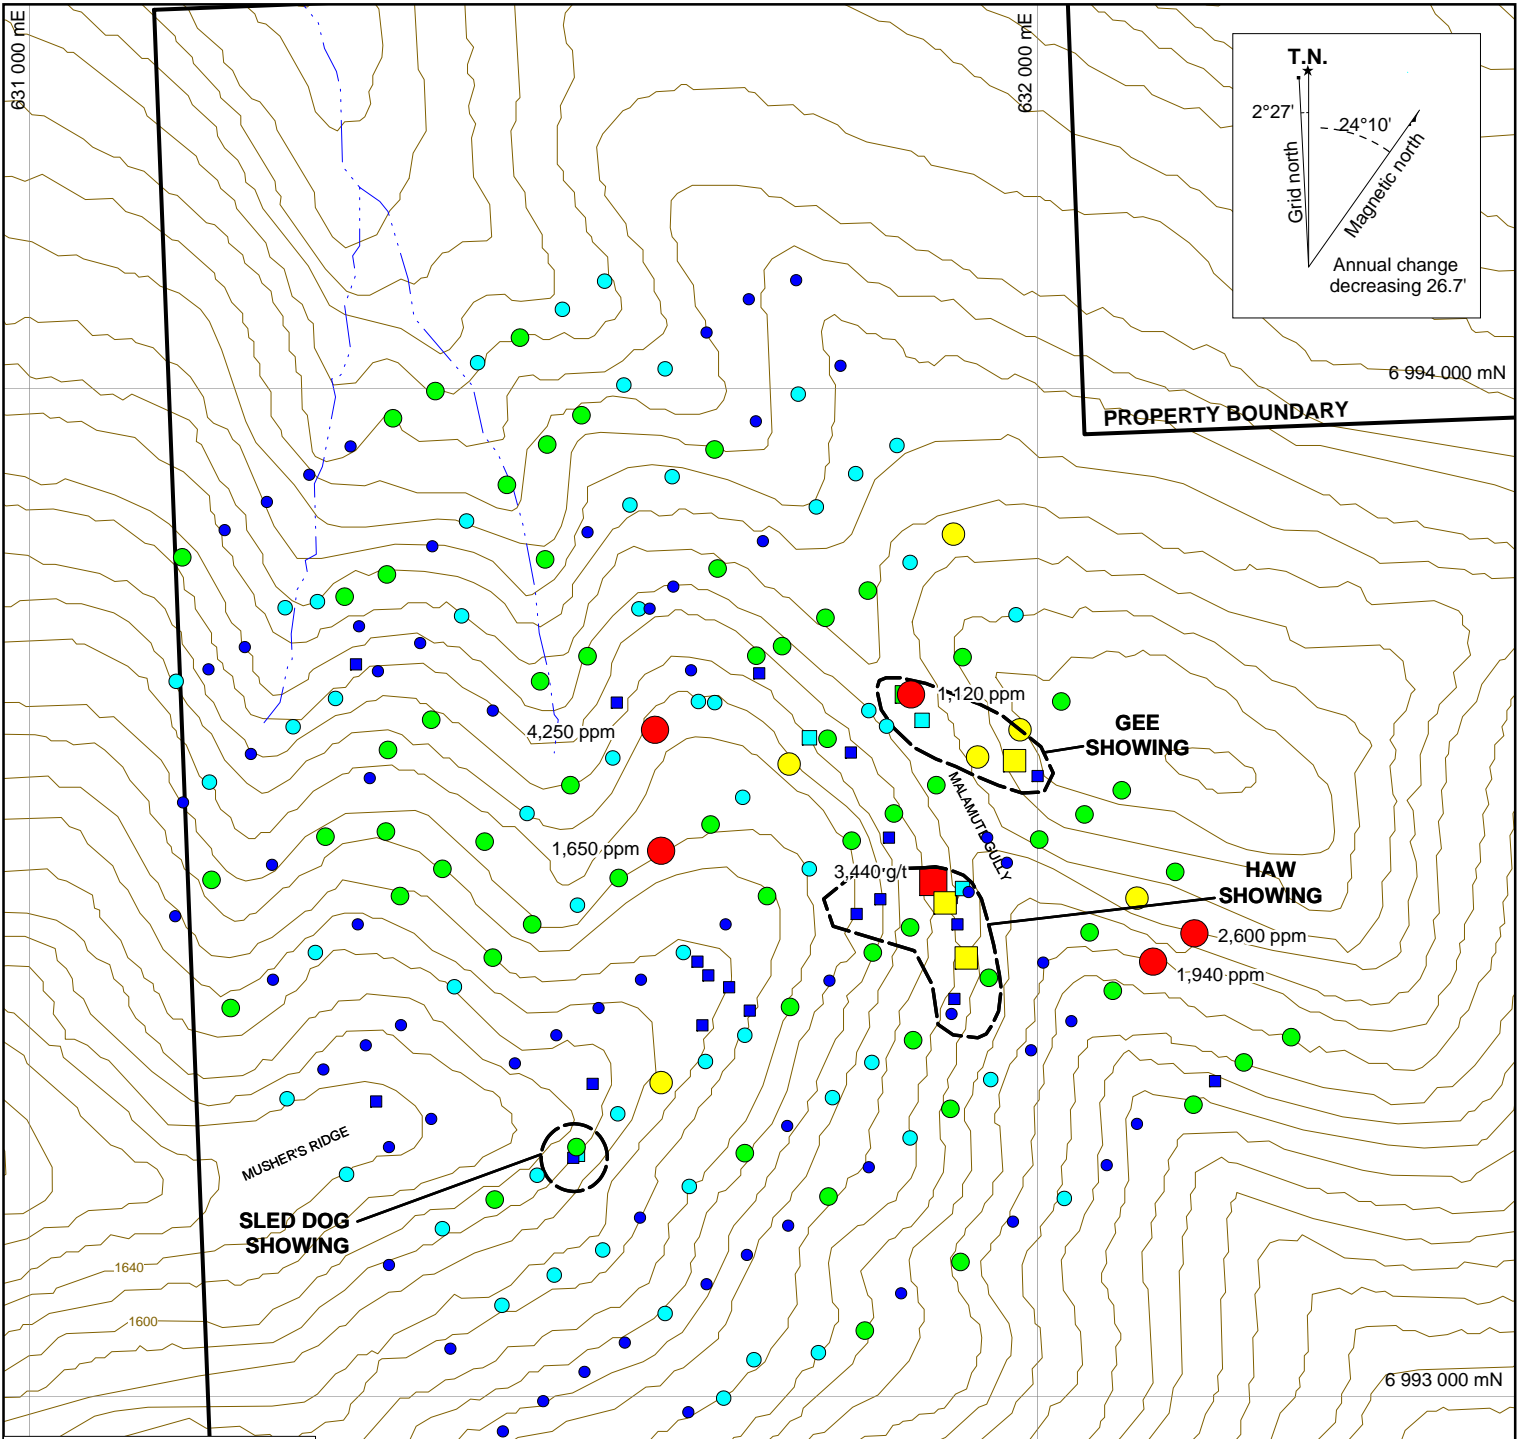 631 000 mE
632 000 mE
T.N.
2°27'
24°10'
Grid north
Magnetic north
Annual change
decreasing 26.7'
6 994 000 mN
PROPERTY BOUNDARY
1,120 ppm
4,250 ppm
GEE
SHOWING
MALAMUTE GULLY
1,650 ppm
3,440 g/t
HAW
SHOWING
2,600 ppm
1,940 ppm
MUSHER'S RIDGE
SLED DOG
SHOWING
1640
1600
6 993 000 mN